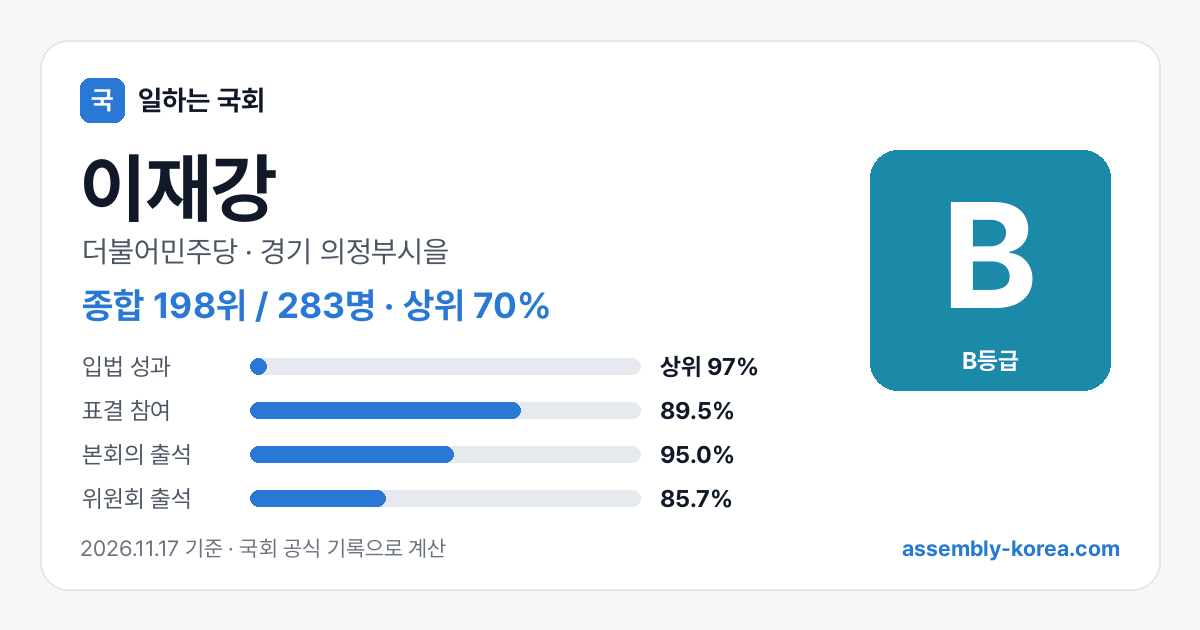 국 일하는 국회
이재강
더불어민주당 · 경기 의정부시을
종합 198위 / 283명 · 상위 70%
B
B등급
입법 성과 상위 97%
표결 참여 89.5%
본회의 출석 95.0%
위원회 출석 85.7%
2026.11.17 기준 · 국회 공식 기록으로 계산
assembly-korea.com